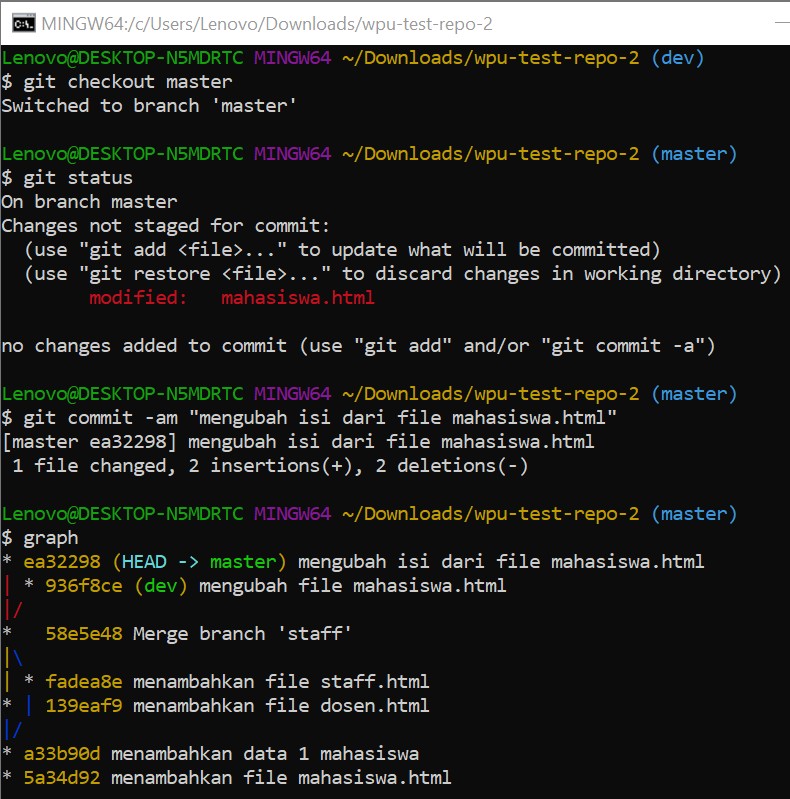 MINGW64:/c/Users/Lenovo/Downloads/wpu-test-repo-2
Lenovo@DESKTOP-N5MDRTC MINGW64 ~/Downloads/wpu-test-repo-2 (dev)
$ git checkout master
Switched to branch 'master'
Lenovo@DESKTOP-N5MDRTC MINGW64 ~/Downloads/wpu-test-repo-2 (master)
$ git status
On branch master
Changes not staged for commit:
  (use "git add <file>..." to update what will be committed)
  (use "git restore <file>..." to discard changes in working directory)
        modified:   mahasiswa.html
no changes added to commit (use "git add" and/or "git commit -a")
Lenovo@DESKTOP-N5MDRTC MINGW64 ~/Downloads/wpu-test-repo-2 (master)
$ git commit -am "mengubah isi dari file mahasiswa.html"
[master ea32298] mengubah isi dari file mahasiswa.html
 1 file changed, 2 insertions(+), 2 deletions(-)
Lenovo@DESKTOP-N5MDRTC MINGW64 ~/Downloads/wpu-test-repo-2 (master)
$ graph
* ea32298 (HEAD -> master) mengubah isi dari file mahasiswa.html
| * 936f8ce (dev) mengubah file mahasiswa.html
|/
*   58e5e48 Merge branch 'staff'
|\
| * fadea8e menambahkan file staff.html
* | 139eaf9 menambahkan file dosen.html
|/
* a33b90d menambahkan data 1 mahasiswa
* 5a34d92 menambahkan file mahasiswa.html